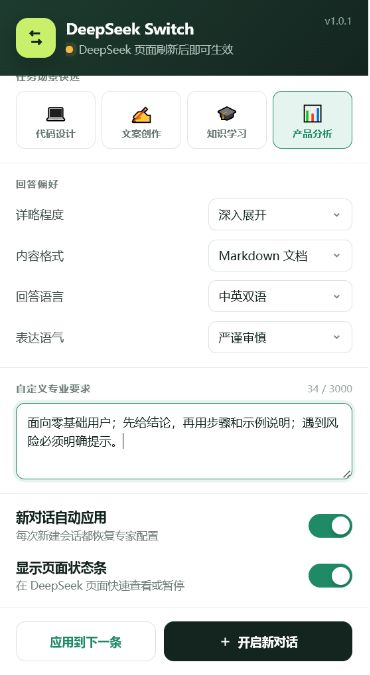 DeepSeek Switch
v1.0.1
DeepSeek 页面刷新后即可生效
任务场景快选
代码设计
文案创作
知识学习
产品分析
回答偏好
详略程度
深入展开
内容格式
Markdown 文档
回答语言
中英双语
表达语气
严谨审慎
自定义专业要求
34 / 3000
面向零基础用户；先给结论，再用步骤和示例说明；遇到风
险必须明确提示。
新对话自动应用
每次新建会话都恢复专家配置
显示页面状态条
在 DeepSeek 页面快速查看或暂停
应用到下一条
+ 开启新对话